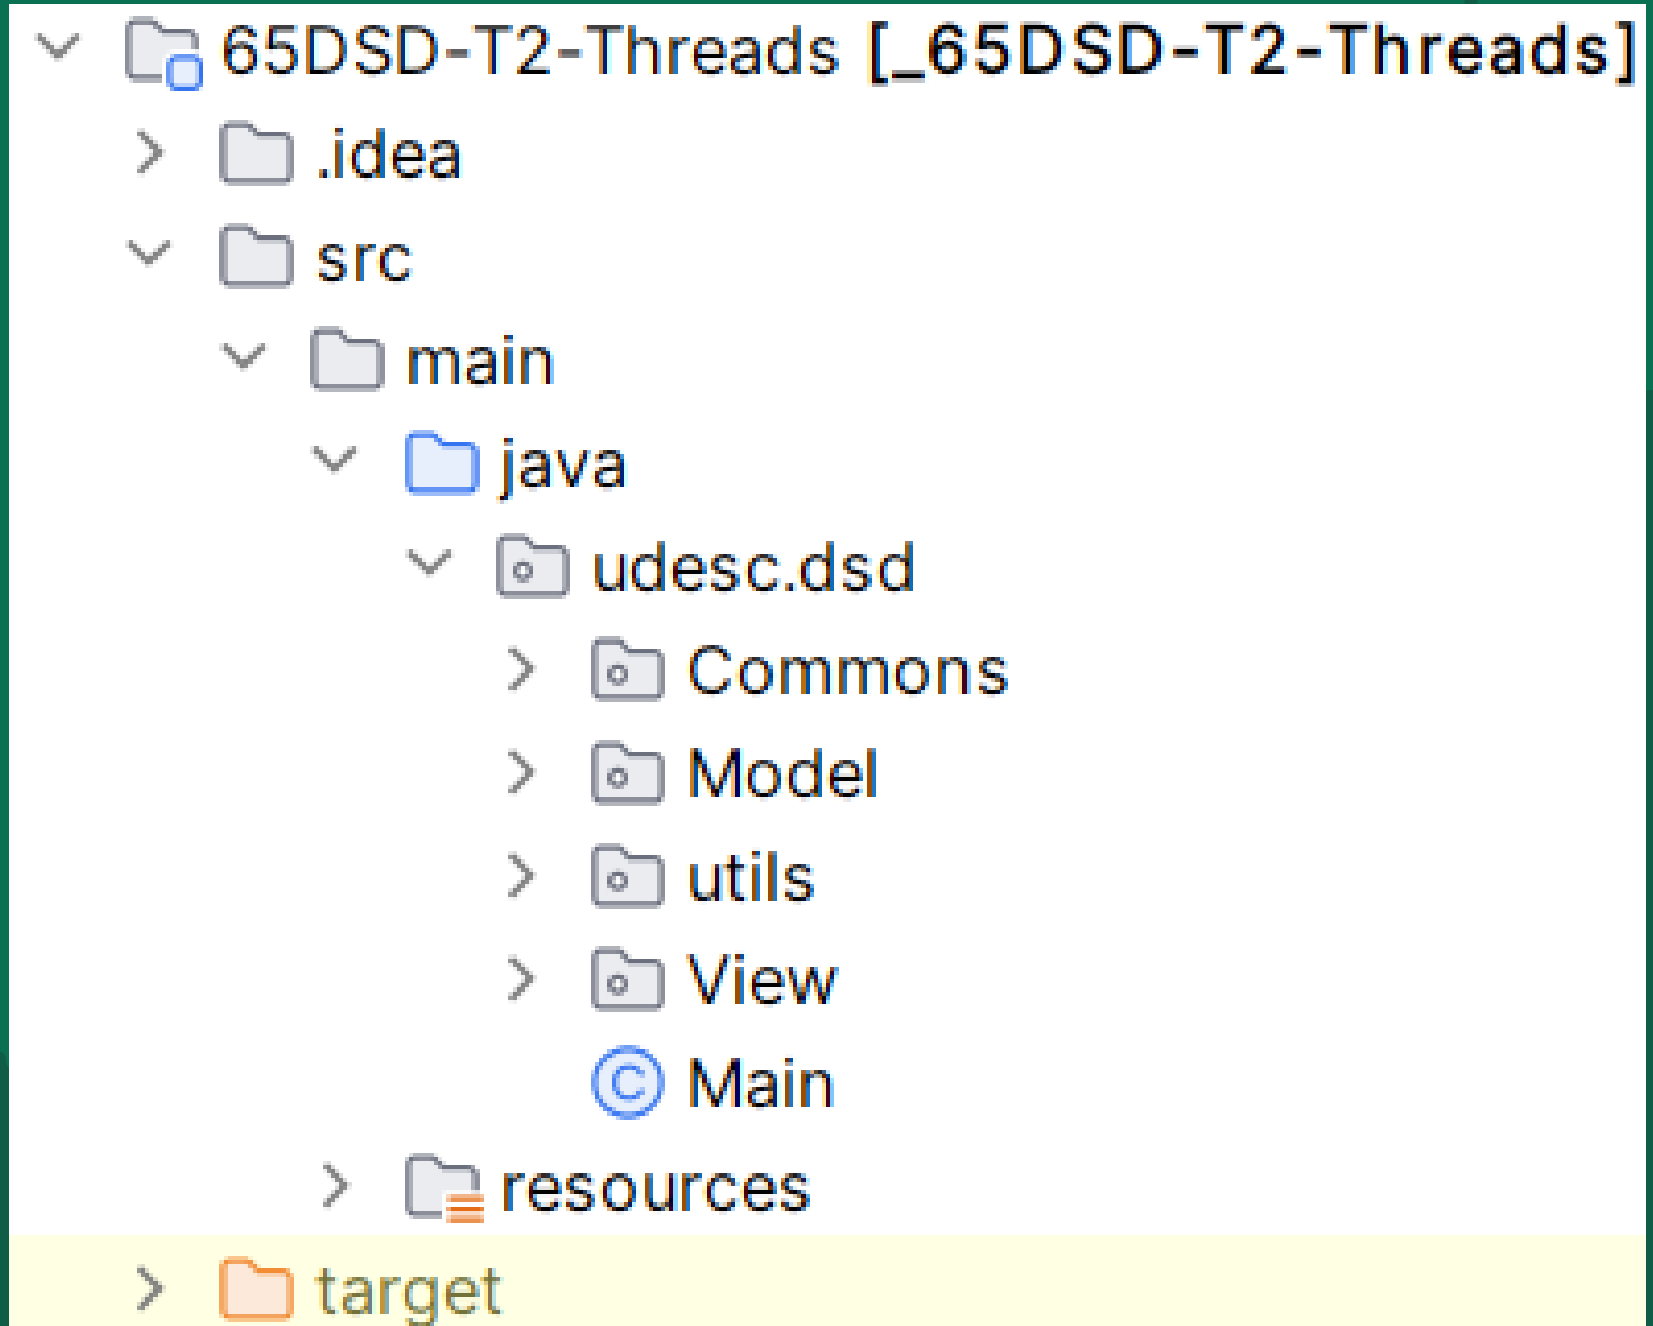 65DSD-T2-Threads [_65DSD-T2-Threads]
.idea
src
main
java
udesc.dsd
Commons
Model
utils
View
C Main
resources
target